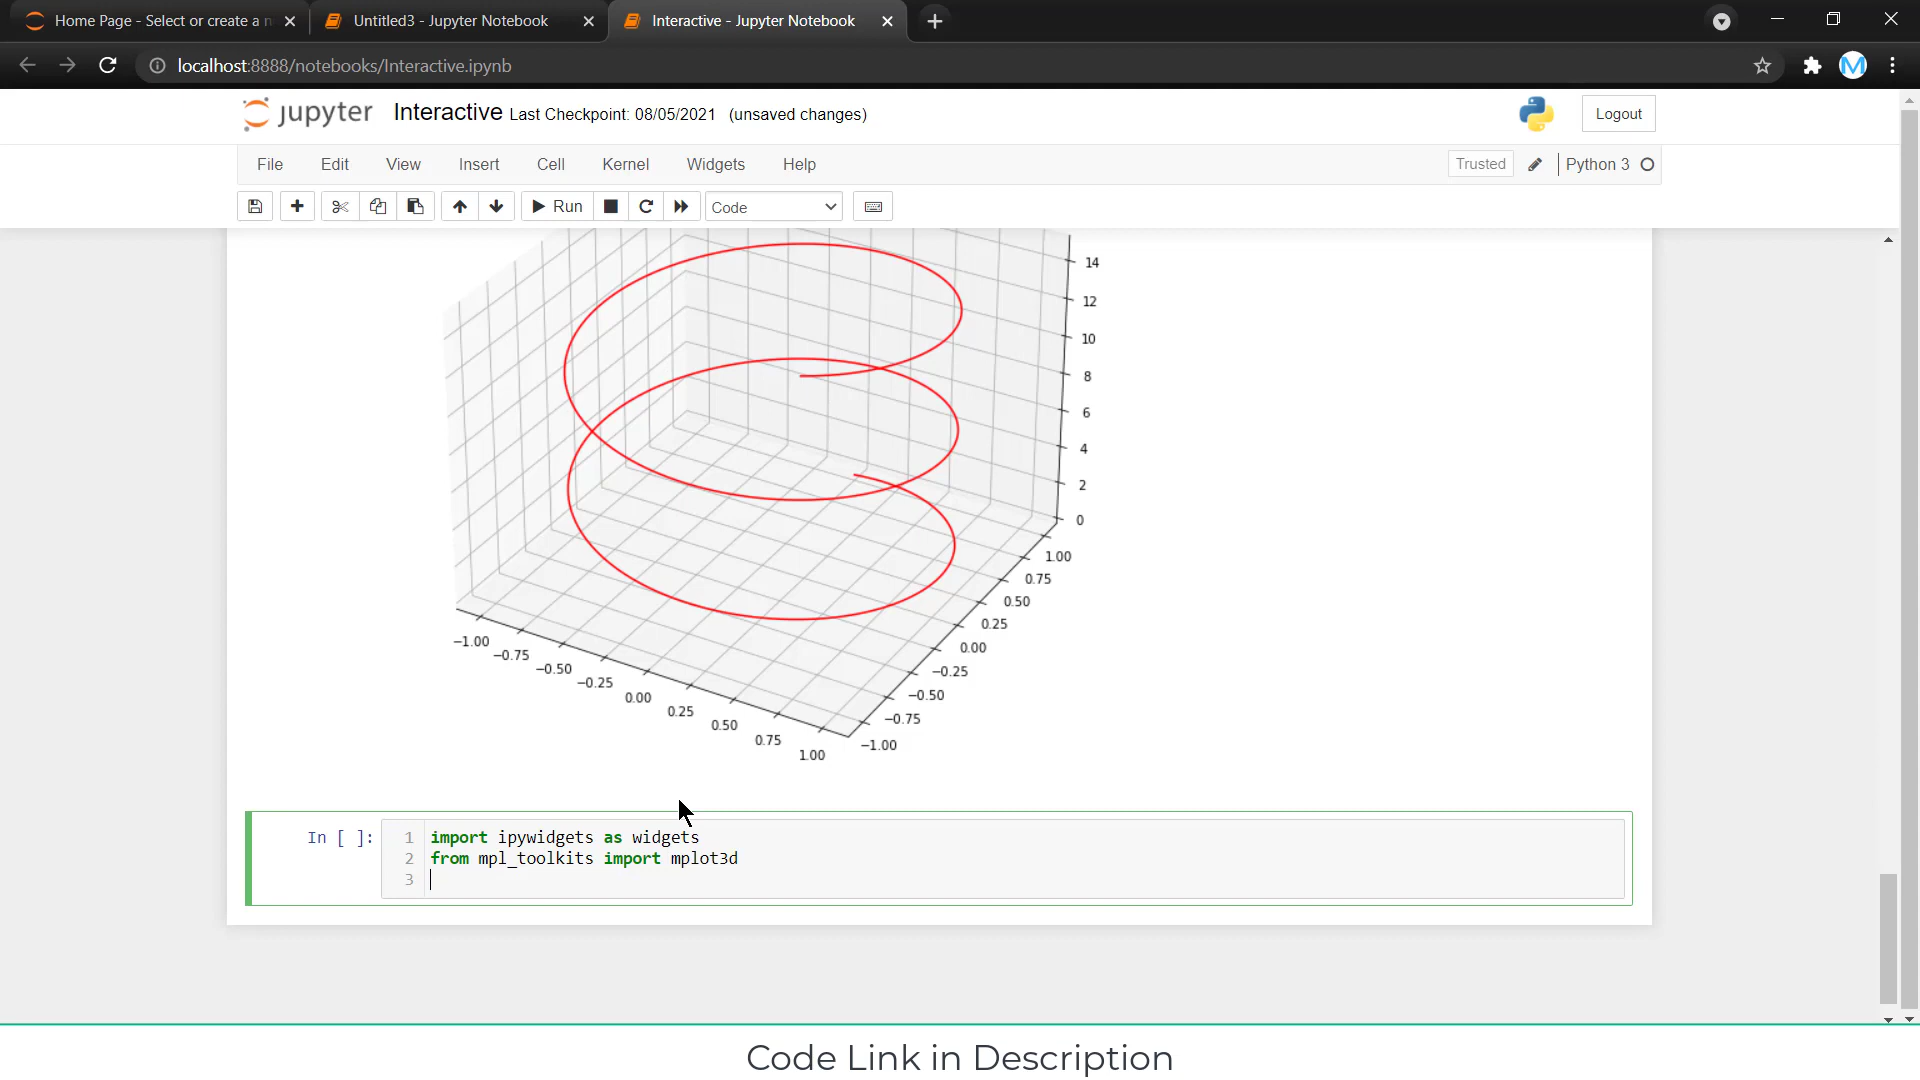 Home Page - Select or create a n
Untitled3 - Jupyter Notebook
Interactive - Jupyter Notebook
localhost:8888/notebooks/Interactive.ipynb
M
jupyter Interactive Last Checkpoint: 08/05/2021 (unsaved changes)
Logout
File Edit View Insert Cell Kernel Widgets Help
Trusted
Python 3
Run
Code
14
12
10
8
6
4
2
0
1.00
0.75
0.50
0.25
0.00
−0.25
−0.50
−0.75
−1.00
−1.00
−0.75
−0.50
−0.25
0.00
0.25
0.50
0.75
1.00
In [ ]:
1 import ipywidgets as widgets
2 from mpl_toolkits import mplot3d
3
Code Link in Description